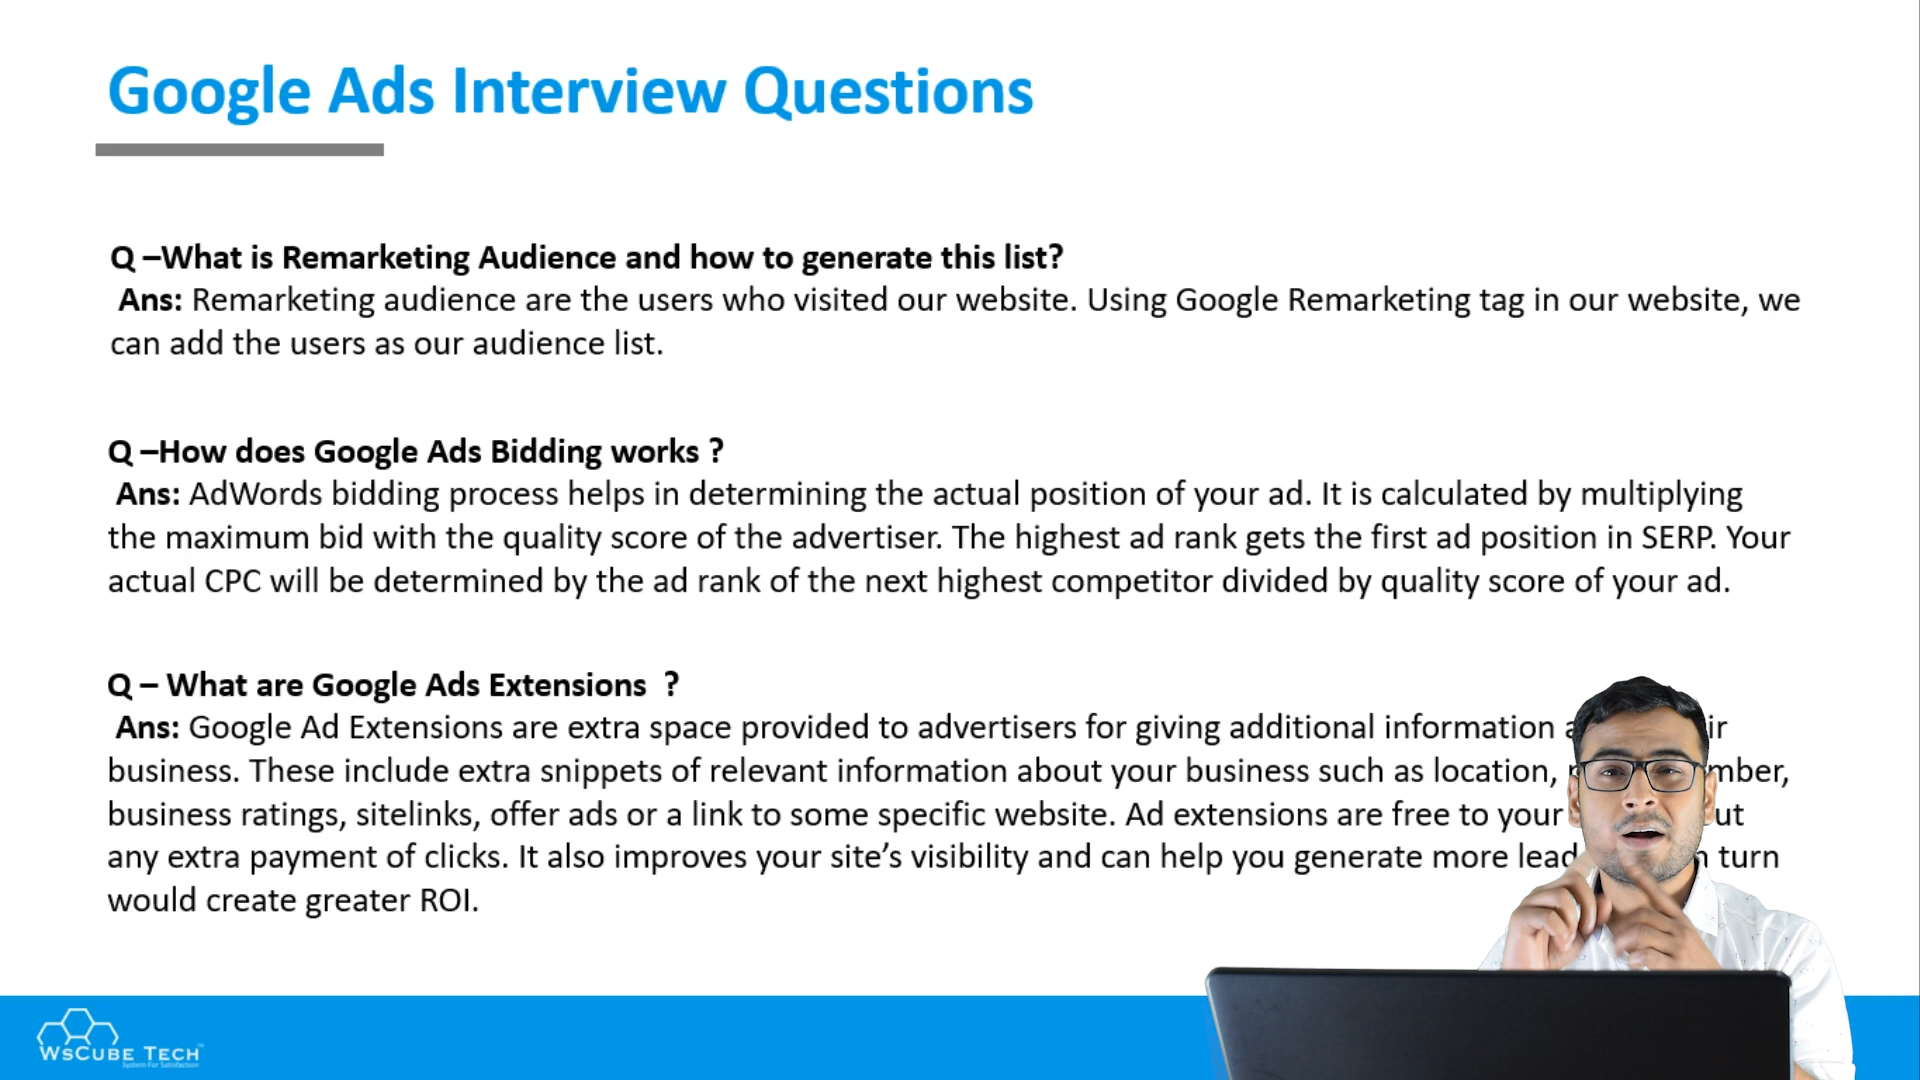 Google Ads Interview Questions
Q –What is Remarketing Audience and how to generate this list?
Ans: Remarketing audience are the users who visited our website. Using Google Remarketing tag in our website, we
can add the users as our audience list.
Q –How does Google Ads Bidding works ?
Ans: AdWords bidding process helps in determining the actual position of your ad. It is calculated by multiplying
the maximum bid with the quality score of the advertiser. The highest ad rank gets the first ad position in SERP. Your
actual CPC will be determined by the ad rank of the next highest competitor divided by quality score of your ad.
Q – What are Google Ads Extensions ?
Ans: Google Ad Extensions are extra space provided to advertisers for giving additional information
business. These include extra snippets of relevant information about your business such as location,
business ratings, sitelinks, offer ads or a link to some specific website. Ad extensions are free to your
any extra payment of clicks. It also improves your site's visibility and can help you generate more turn
would create greater ROI.
WSCUBE TECH
System For Satisfaction